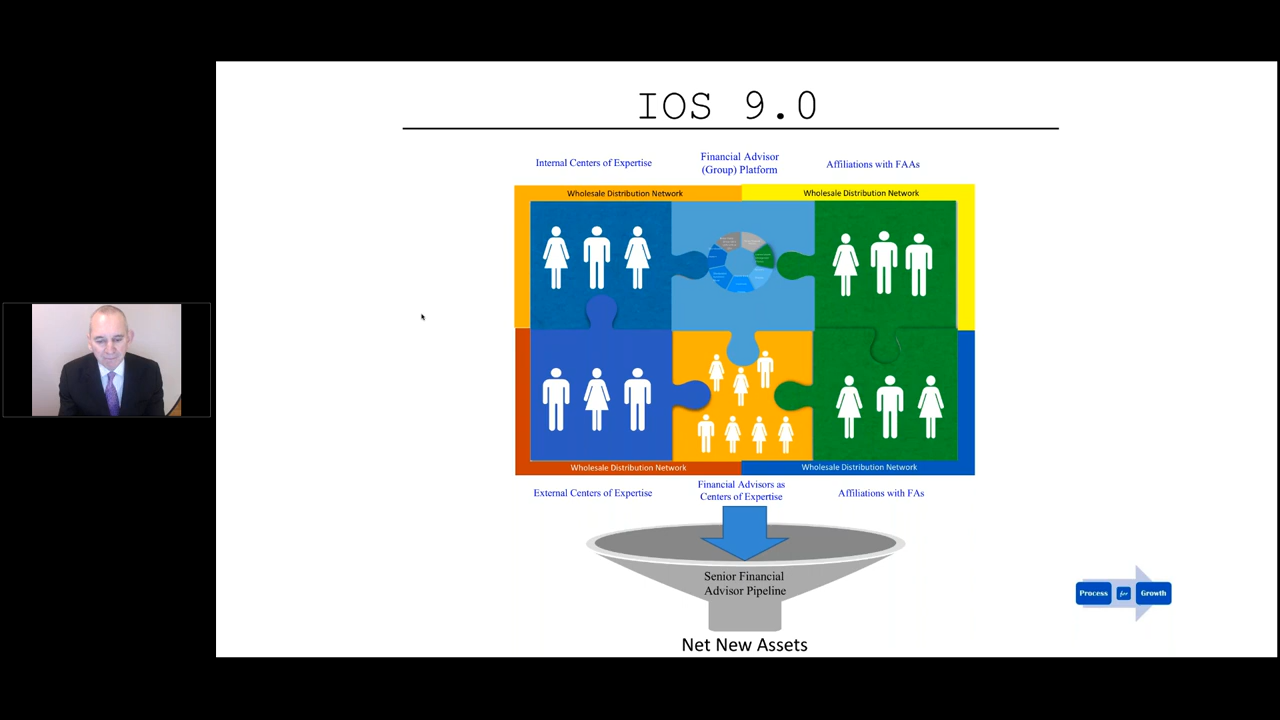 IOS 9.0
Internal Centers of Expertise
Financial Advisor
(Group) Platform
Affiliations with FAAs
Wholesale Distribution Network
Wholesale Distribution Network
Wholesale Distribution Network
Wholesale Distribution Network
External Centers of Expertise
Financial Advisors as
Centers of Expertise
Affiliations with FAs
Senior Financial
Advisor Pipeline
Process for Growth
Net New Assets